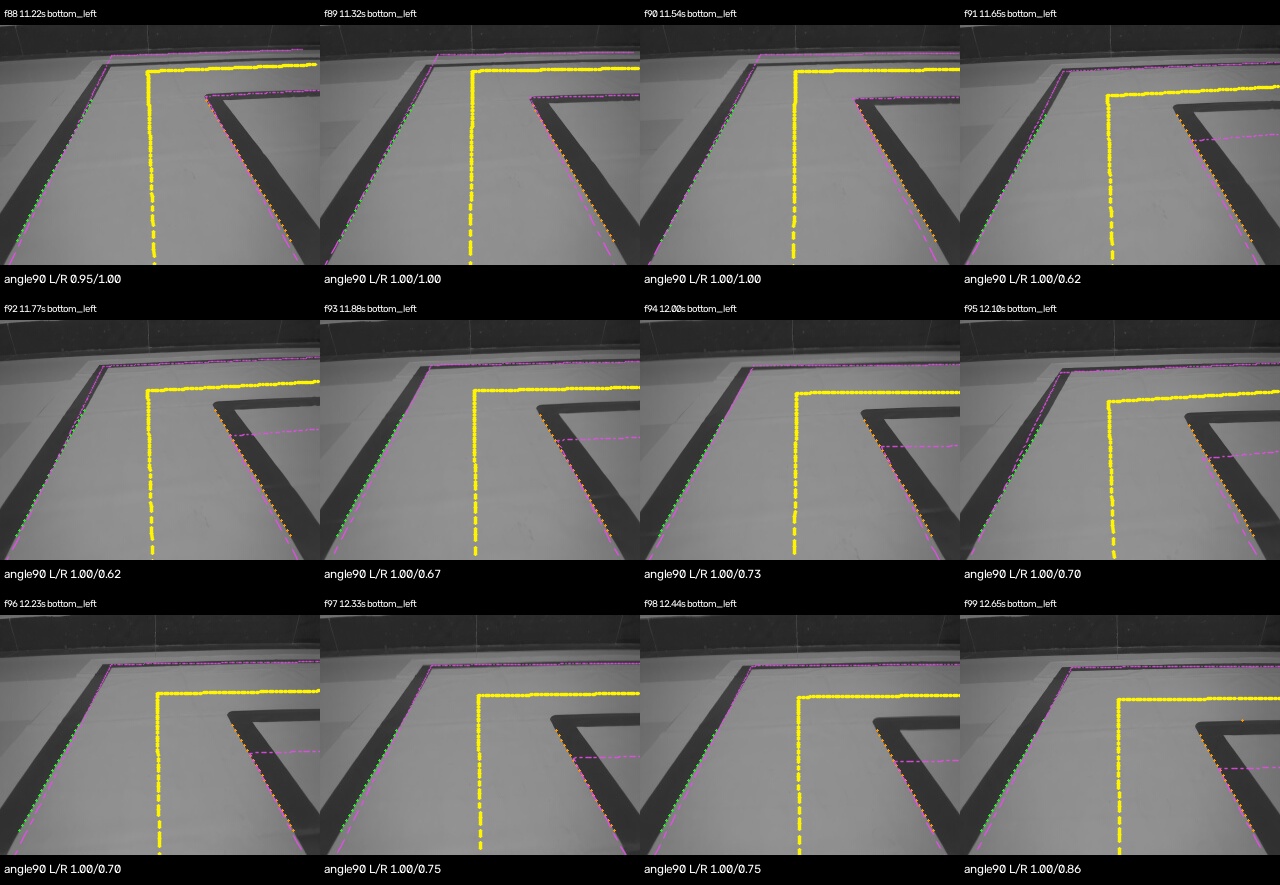 f88 11.22s bottom_left
f89 11.32s bottom_left
f90 11.54s bottom_left
f91 11.65s bottom_left
angle90 L/R 0.95/1.00
angle90 L/R 1.00/1.00
angle90 L/R 1.00/1.00
angle90 L/R 1.00/0.62
f92 11.77s bottom_left
f93 11.88s bottom_left
f94 12.00s bottom_left
f95 12.10s bottom_left
angle90 L/R 1.00/0.62
angle90 L/R 1.00/0.67
angle90 L/R 1.00/0.73
angle90 L/R 1.00/0.70
f96 12.23s bottom_left
f97 12.33s bottom_left
f98 12.44s bottom_left
f99 12.65s bottom_left
angle90 L/R 1.00/0.70
angle90 L/R 1.00/0.75
angle90 L/R 1.00/0.75
angle90 L/R 1.00/0.86